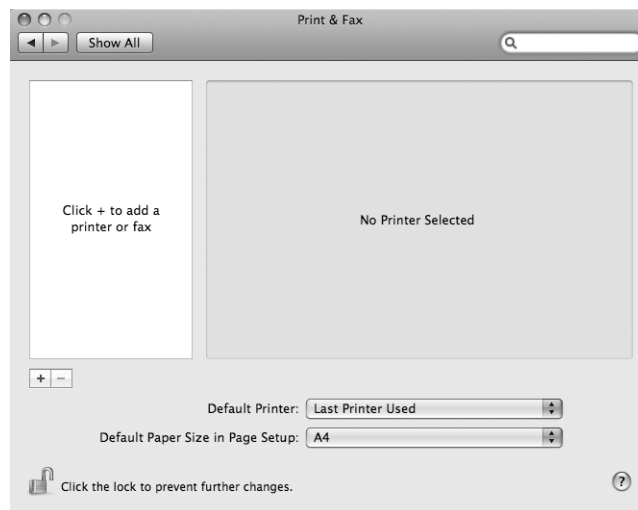 Print & Fax
Show All
Click + to add a
printer or fax
No Printer Selected
+ −
Default Printer: Last Printer Used
Default Paper Size in Page Setup: A4
Click the lock to prevent further changes.
?